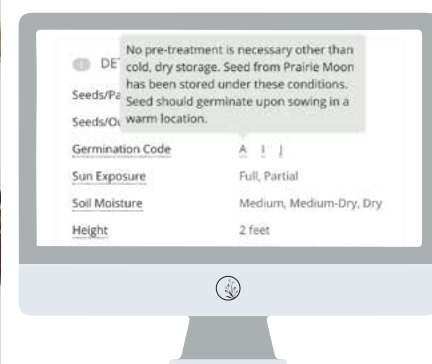 No pre-treatment is necessary other than
cold, dry storage. Seed from Prairie Moon
has been stored under these conditions.
Seed should germinate upon sowing in a
warm location.
DE
Seeds/Pa
Seeds/Ou
Germination Code A I J
Sun Exposure Full, Partial
Soil Moisture Medium, Medium-Dry, Dry
Height 2 feet